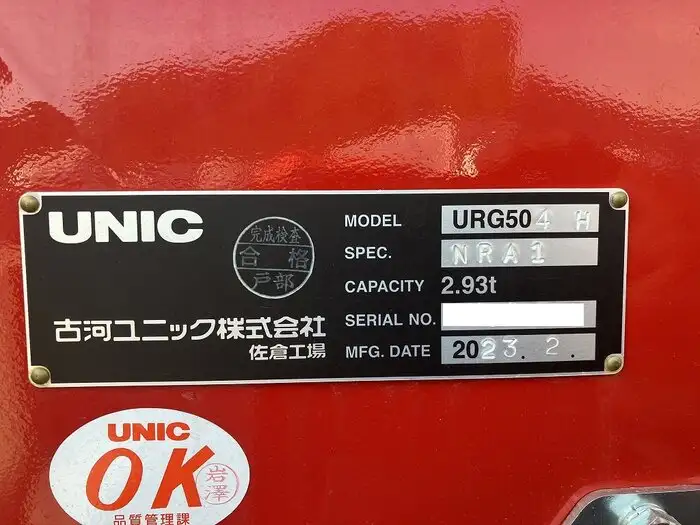 UNIC
完成検査
合格
戸部
古河ユニック株式会社
佐倉工場
MODEL URG504 H
SPEC. NRA1
CAPACITY 2.93t
SERIAL NO.
MFG. DATE 2023. 2.
UNIC
OK
岩澤
品質管理課